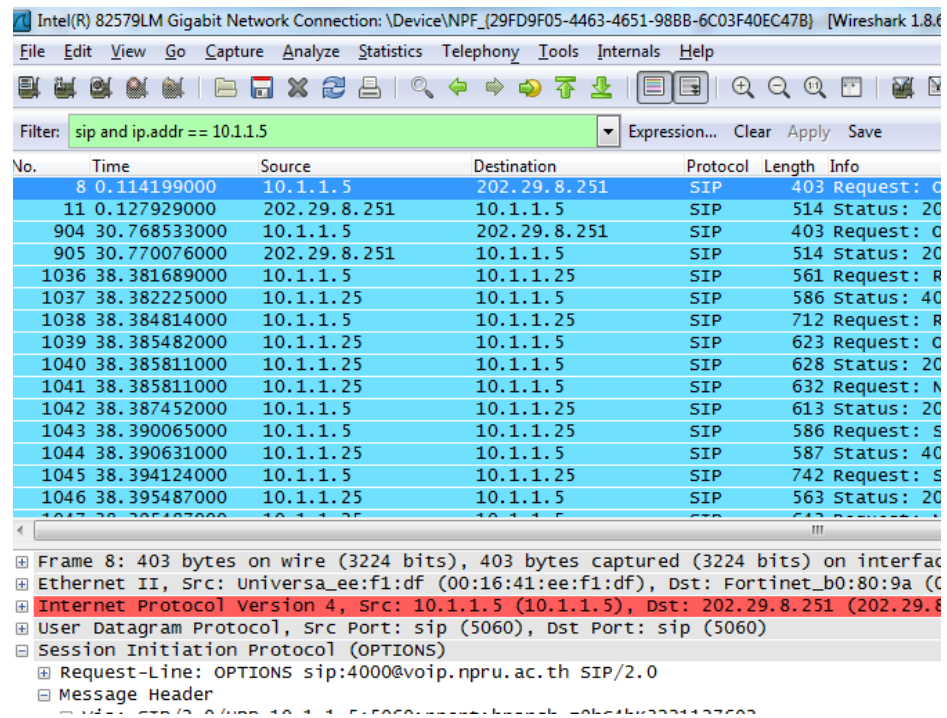 Intel(R) 82579LM Gigabit Network Connection: \Device\NPF_{29FD9F05-4463-4651-98BB-6C03F40EC47B} [Wireshark 1.8.6
File Edit View Go Capture Analyze Statistics Telephony Tools Internals Help
Filter: sip and ip.addr == 10.1.1.5 Expression... Clear Apply Save
No. Time Source Destination Protocol Length Info
8 0.114199000 10.1.1.5 202.29.8.251 SIP 403 Request: O
11 0.127929000 202.29.8.251 10.1.1.5 SIP 514 Status: 20
904 30.768533000 10.1.1.5 202.29.8.251 SIP 403 Request: O
905 30.770076000 202.29.8.251 10.1.1.5 SIP 514 Status: 20
1036 38.381689000 10.1.1.5 10.1.1.25 SIP 561 Request: R
1037 38.382225000 10.1.1.25 10.1.1.5 SIP 586 Status: 40
1038 38.384814000 10.1.1.5 10.1.1.25 SIP 712 Request: R
1039 38.385482000 10.1.1.25 10.1.1.5 SIP 623 Request: O
1040 38.385811000 10.1.1.25 10.1.1.5 SIP 628 Status: 20
1041 38.385811000 10.1.1.25 10.1.1.5 SIP 632 Request: N
1042 38.387452000 10.1.1.5 10.1.1.25 SIP 613 Status: 20
1043 38.390065000 10.1.1.5 10.1.1.25 SIP 586 Request: S
1044 38.390631000 10.1.1.25 10.1.1.5 SIP 587 Status: 40
1045 38.394124000 10.1.1.5 10.1.1.25 SIP 742 Request: S
1046 38.395487000 10.1.1.25 10.1.1.5 SIP 563 Status: 20
Frame 8: 403 bytes on wire (3224 bits), 403 bytes captured (3224 bits) on interfac
Ethernet II, Src: Universa_ee:f1:df (00:16:41:ee:f1:df), Dst: Fortinet_b0:80:9a (0
Internet Protocol Version 4, Src: 10.1.1.5 (10.1.1.5), Dst: 202.29.8.251 (202.29.8
User Datagram Protocol, Src Port: sip (5060), Dst Port: sip (5060)
Session Initiation Protocol (OPTIONS)
Request-Line: OPTIONS sip:4000@voip.npru.ac.th SIP/2.0
Message Header